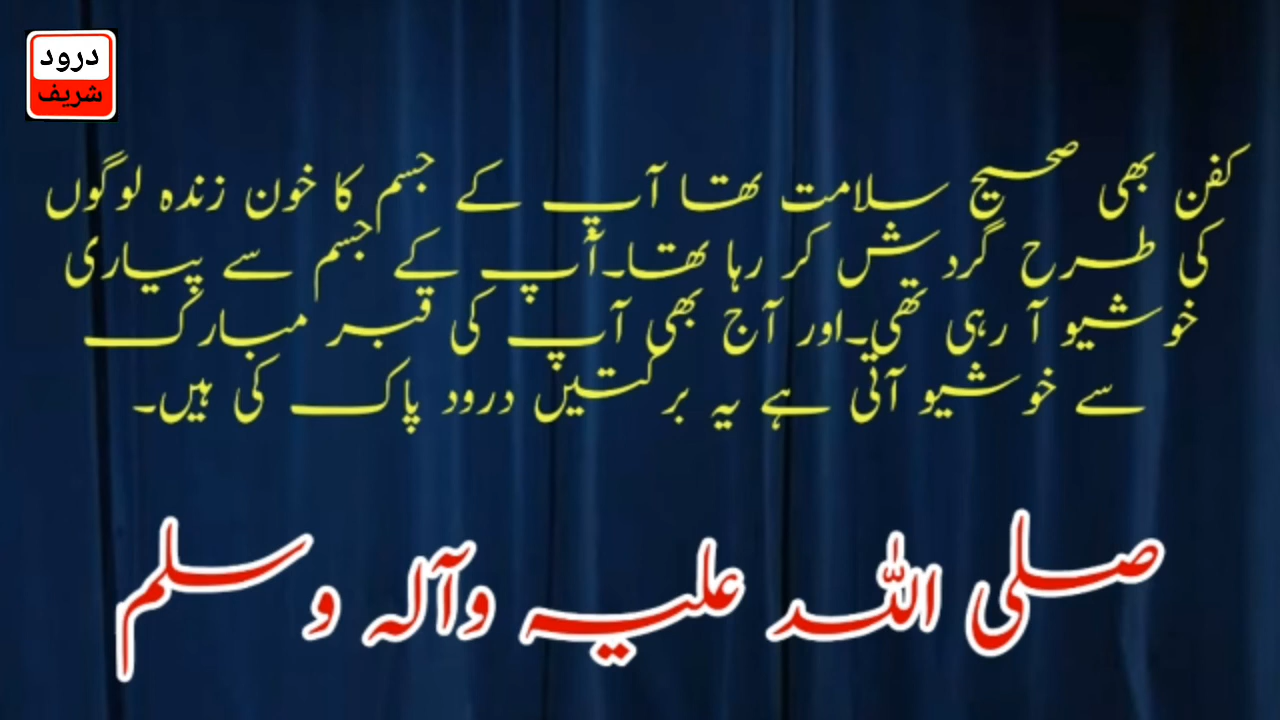 درود
شریف
کفن بھی صحیح سلامت تھا آپ کے جسم کا خون زندہ لوگوں
کی طرح گردش کر رہا تھا۔آپ کے جسم سے پیاری
خوشیو آ رہی تھی۔اور آج بھی آپ کی قبر مبارک
سے خوشیو آتی ہے یہ برکتیں درود پاک کی ہیں۔
صلی اللہ علیہ وآلہ وسلم